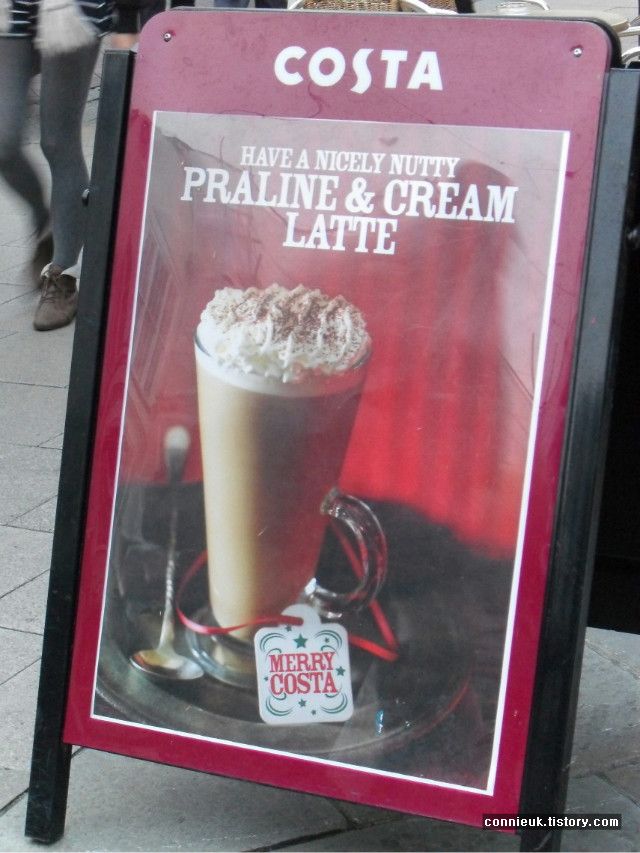 COSTA
HAVE A NICELY NUTTY
PRALINE & CREAM
LATTE
MERRY
COSTA
connieuk.tistory.com